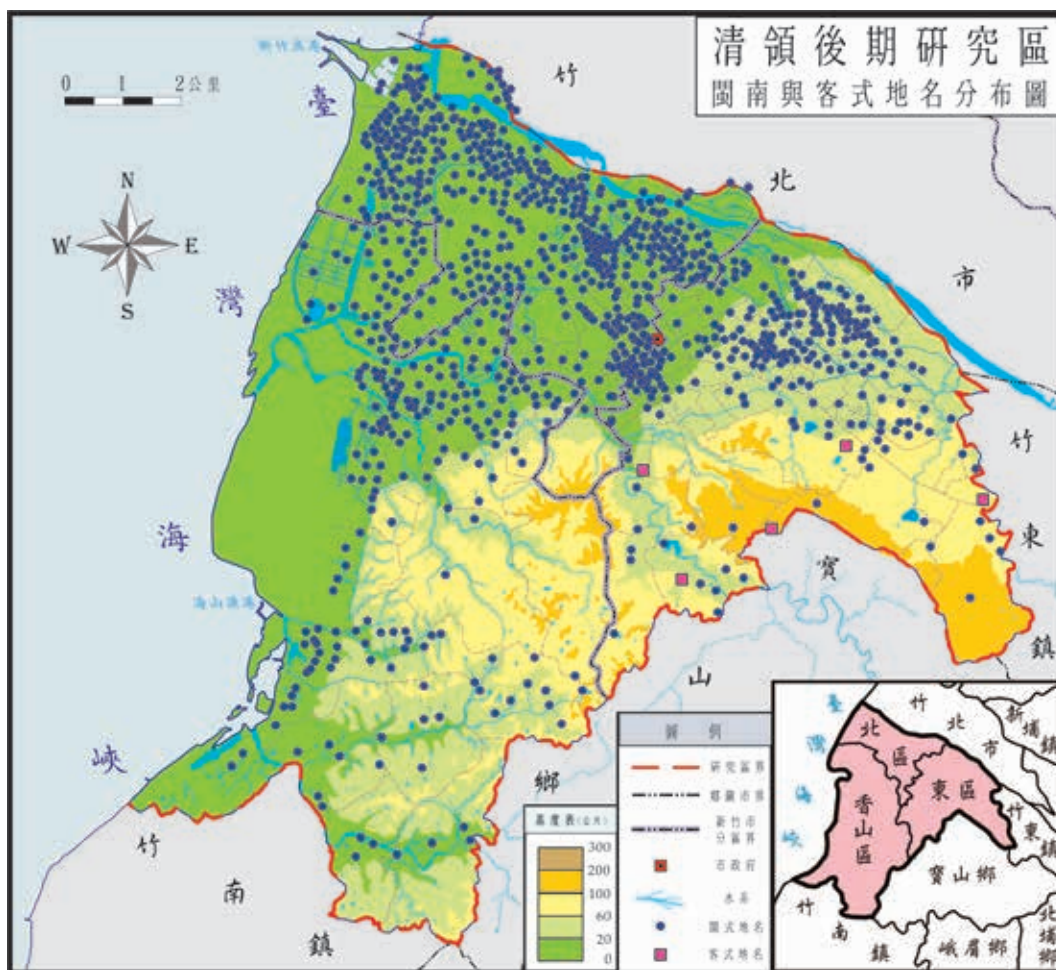 清領後期研究區
閩南與客式地名分布圖
0 1 2公里
新竹漁港
竹
北
市
臺
灣
海
峽
N
W E
S
竹
東
鎮
寶
山
鄉
海山漁港
竹
南
鎮
圖例
研究區界
鄉鎮市界
新竹市
分區界
市政府
水系
閩式地名
客式地名
高度表(公尺)
300
200
100
60
20
0
臺
灣
海
峽
竹
北
市
新
埔
鎮
北
區
東區
香
山
區
竹
東
鎮
寶山鄉
竹
南
鎮
峨眉鄉
北
埔
鄉